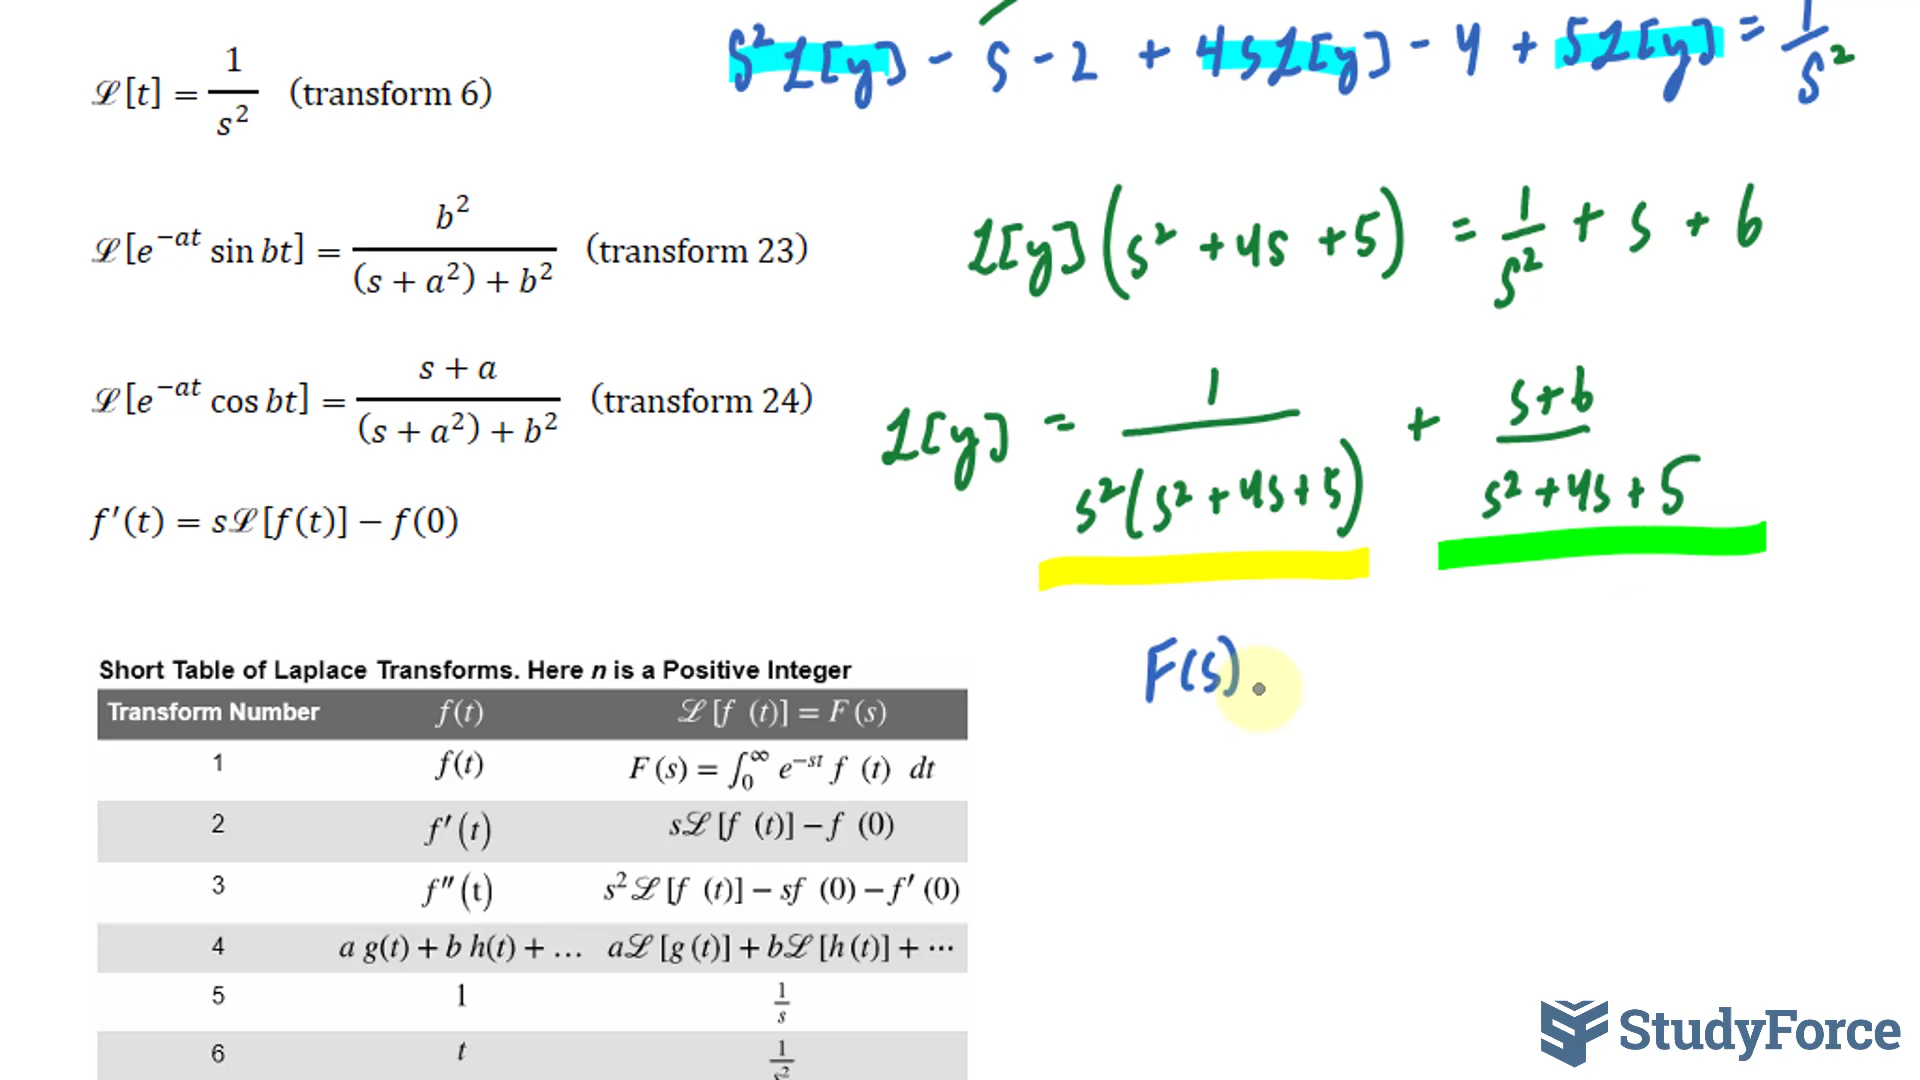 s²ℒ[y] - s - 2 + 4sℒ[y] - 4 + 5ℒ[y] = 1/s²
ℒ[t] = 1/s² (transform 6)
ℒ[y](s² + 4s + 5) = 1/s² + s + 6
ℒ[e^(−at) sin bt] = b²/((s + a²) + b²) (transform 23)
ℒ[e^(−at) cos bt] = (s + a)/((s + a²) + b²) (transform 24)
ℒ[y] = 1/(s²(s² + 4s + 5)) + (s+6)/(s² + 4s + 5)
f′(t) = sℒ[f(t)] − f(0)
F(s)
Short Table of Laplace Transforms. Here n is a Positive Integer
Transform Number f(t) ℒ[f (t)] = F (s)
1 f(t) F (s) = ∫₀^∞ e^(−st) f (t) dt
2 f′(t) sℒ [f (t)] − f (0)
3 f″(t) s²ℒ [f (t)] − sf (0) − f′ (0)
4 a g(t) + b h(t) + … aℒ [g (t)] + bℒ [h (t)] + ⋯
5 1 1/s
6 t 1/s²
StudyForce